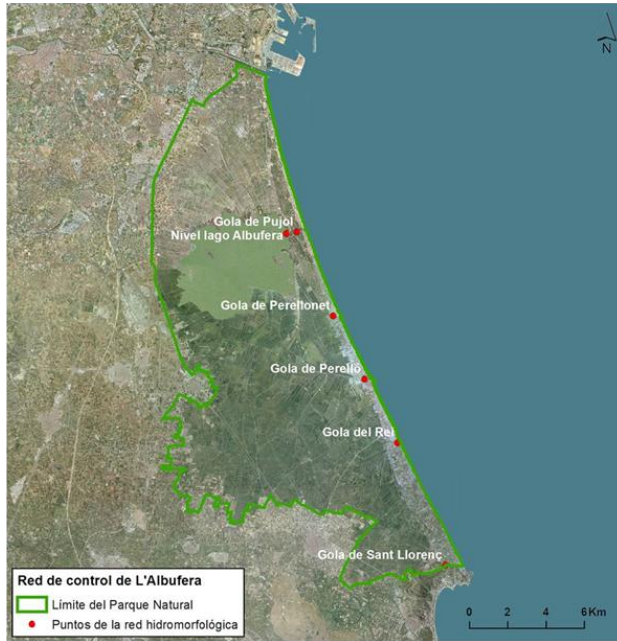 N
Gola de Pujol
Nivel lago Albufera
Gola de Perellonet
Gola de Perelló
Gola del Rei
Gola de Sant Llorenç
Red de control de L'Albufera
Límite del Parque Natural
Puntos de la red hidromorfológica
0 2 4 6 Km